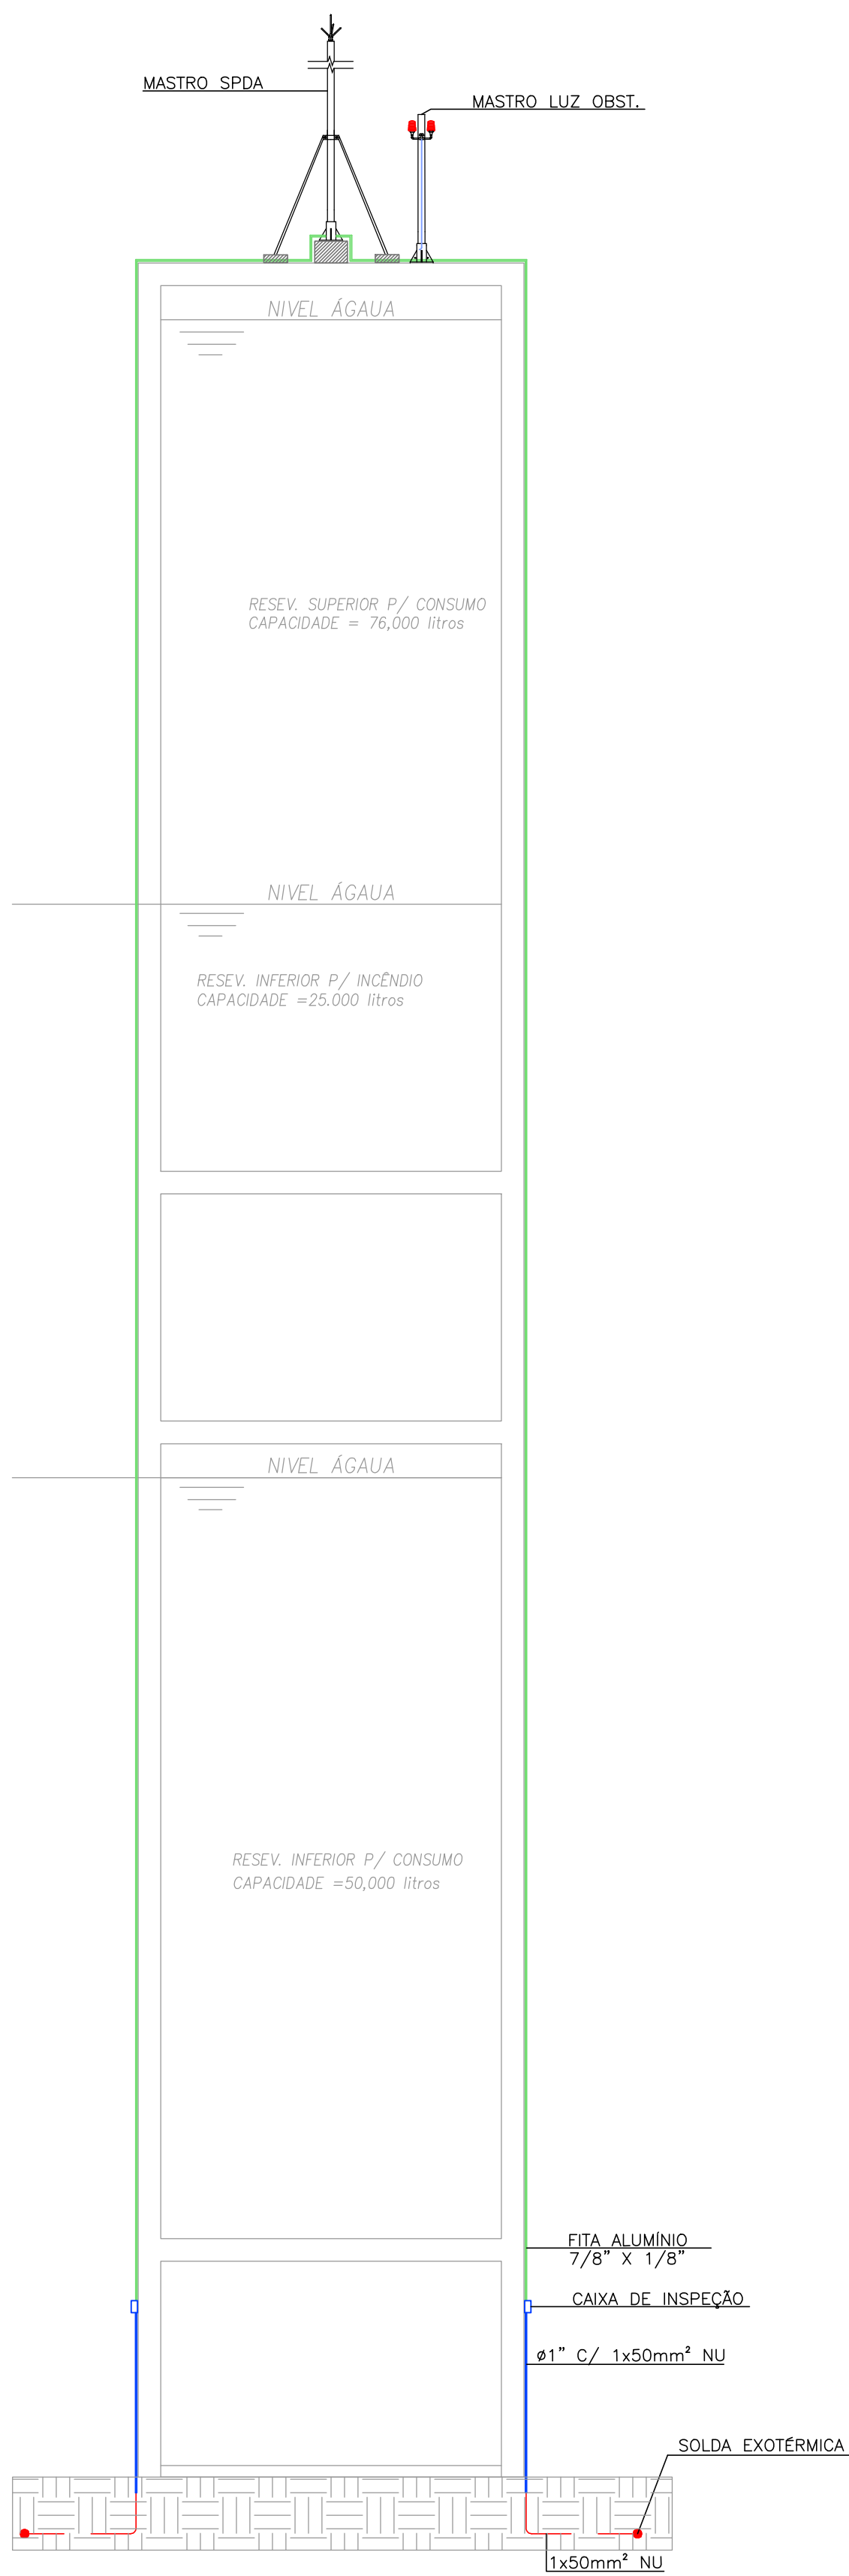 MASTRO SPDA
MASTRO LUZ OBST.
NIVEL ÁGAUA
RESEV. SUPERIOR P/ CONSUMO
CAPACIDADE = 76,000 litros
NIVEL ÁGAUA
RESEV. INFERIOR P/ INCÊNDIO
CAPACIDADE =25.000 litros
NIVEL ÁGAUA
RESEV. INFERIOR P/ CONSUMO
CAPACIDADE =50,000 litros
FITA ALUMÍNIO
7/8" X 1/8"
CAIXA DE INSPEÇÃO
ø1" C/ 1x50mm² NU
SOLDA EXOTÉRMICA
1x50mm² NU